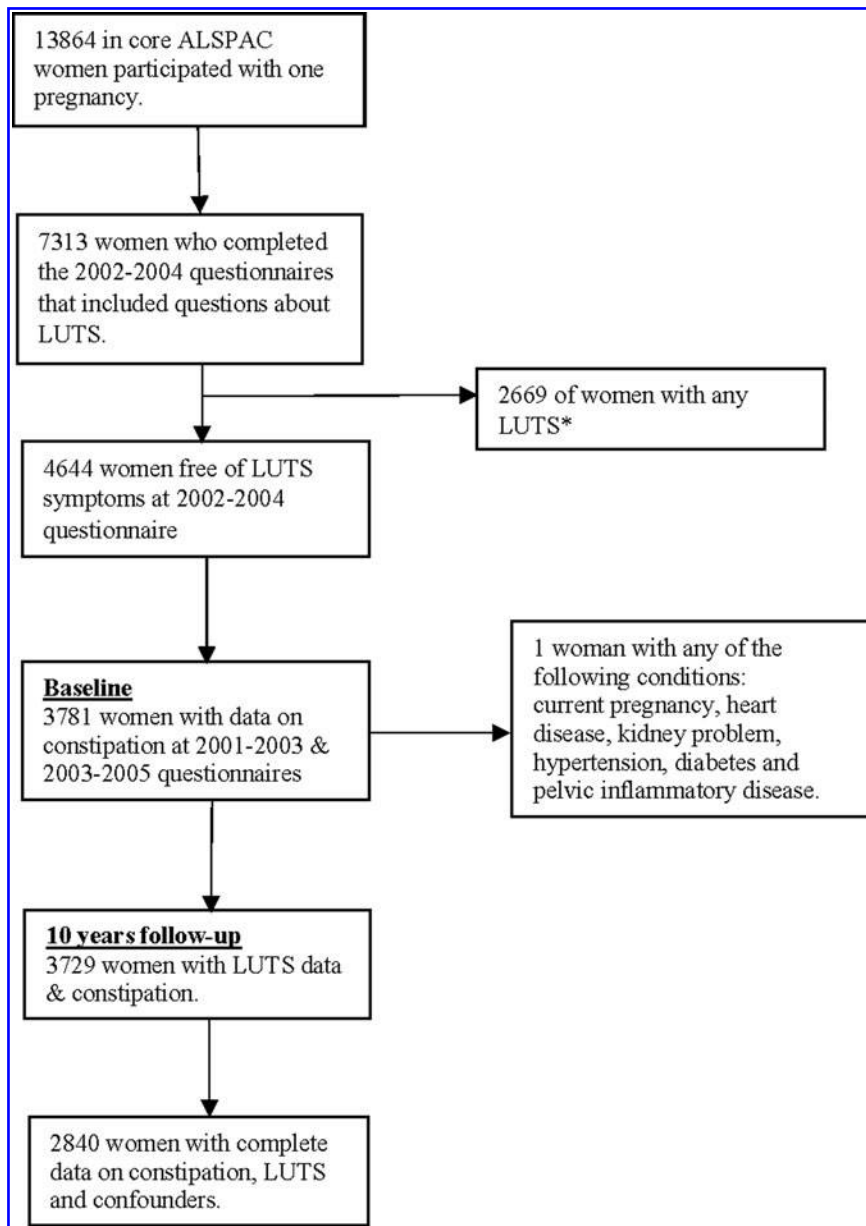 13864 in core ALSPAC
women participated with one
pregnancy.
7313 women who completed
the 2002-2004 questionnaires
that included questions about
LUTS.
2669 of women with any
LUTS*
4644 women free of LUTS
symptoms at 2002-2004
questionnaire
1 woman with any of the
following conditions:
current pregnancy, heart
disease, kidney problem,
hypertension, diabetes and
pelvic inflammatory disease.
Baseline
3781 women with data on
constipation at 2001-2003 &
2003-2005 questionnaires
10 years follow-up
3729 women with LUTS data
& constipation.
2840 women with complete
data on constipation, LUTS
and confounders.